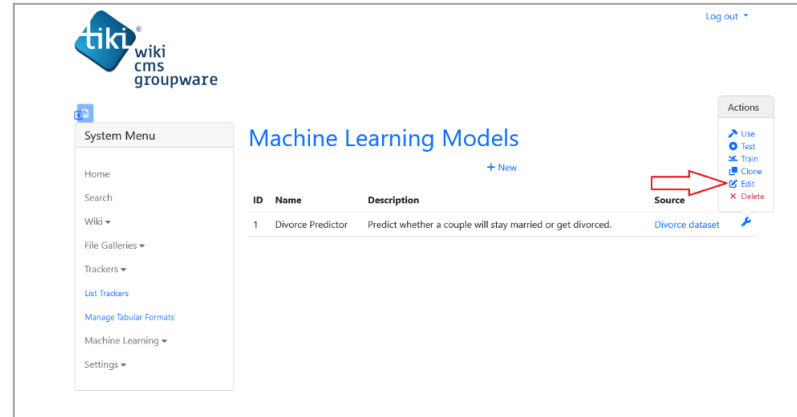 Log out
tiki
wiki
cms
groupware
Actions
Use
Test
Train
Clone
Edit
Delete
System Menu
Home
Search
Wiki
File Galleries
Trackers
List Trackers
Manage Tabular Formats
Machine Learning
Settings
Machine Learning Models
+ New
ID Name Description Source
1 Divorce Predictor Predict whether a couple will stay married or get divorced. Divorce dataset